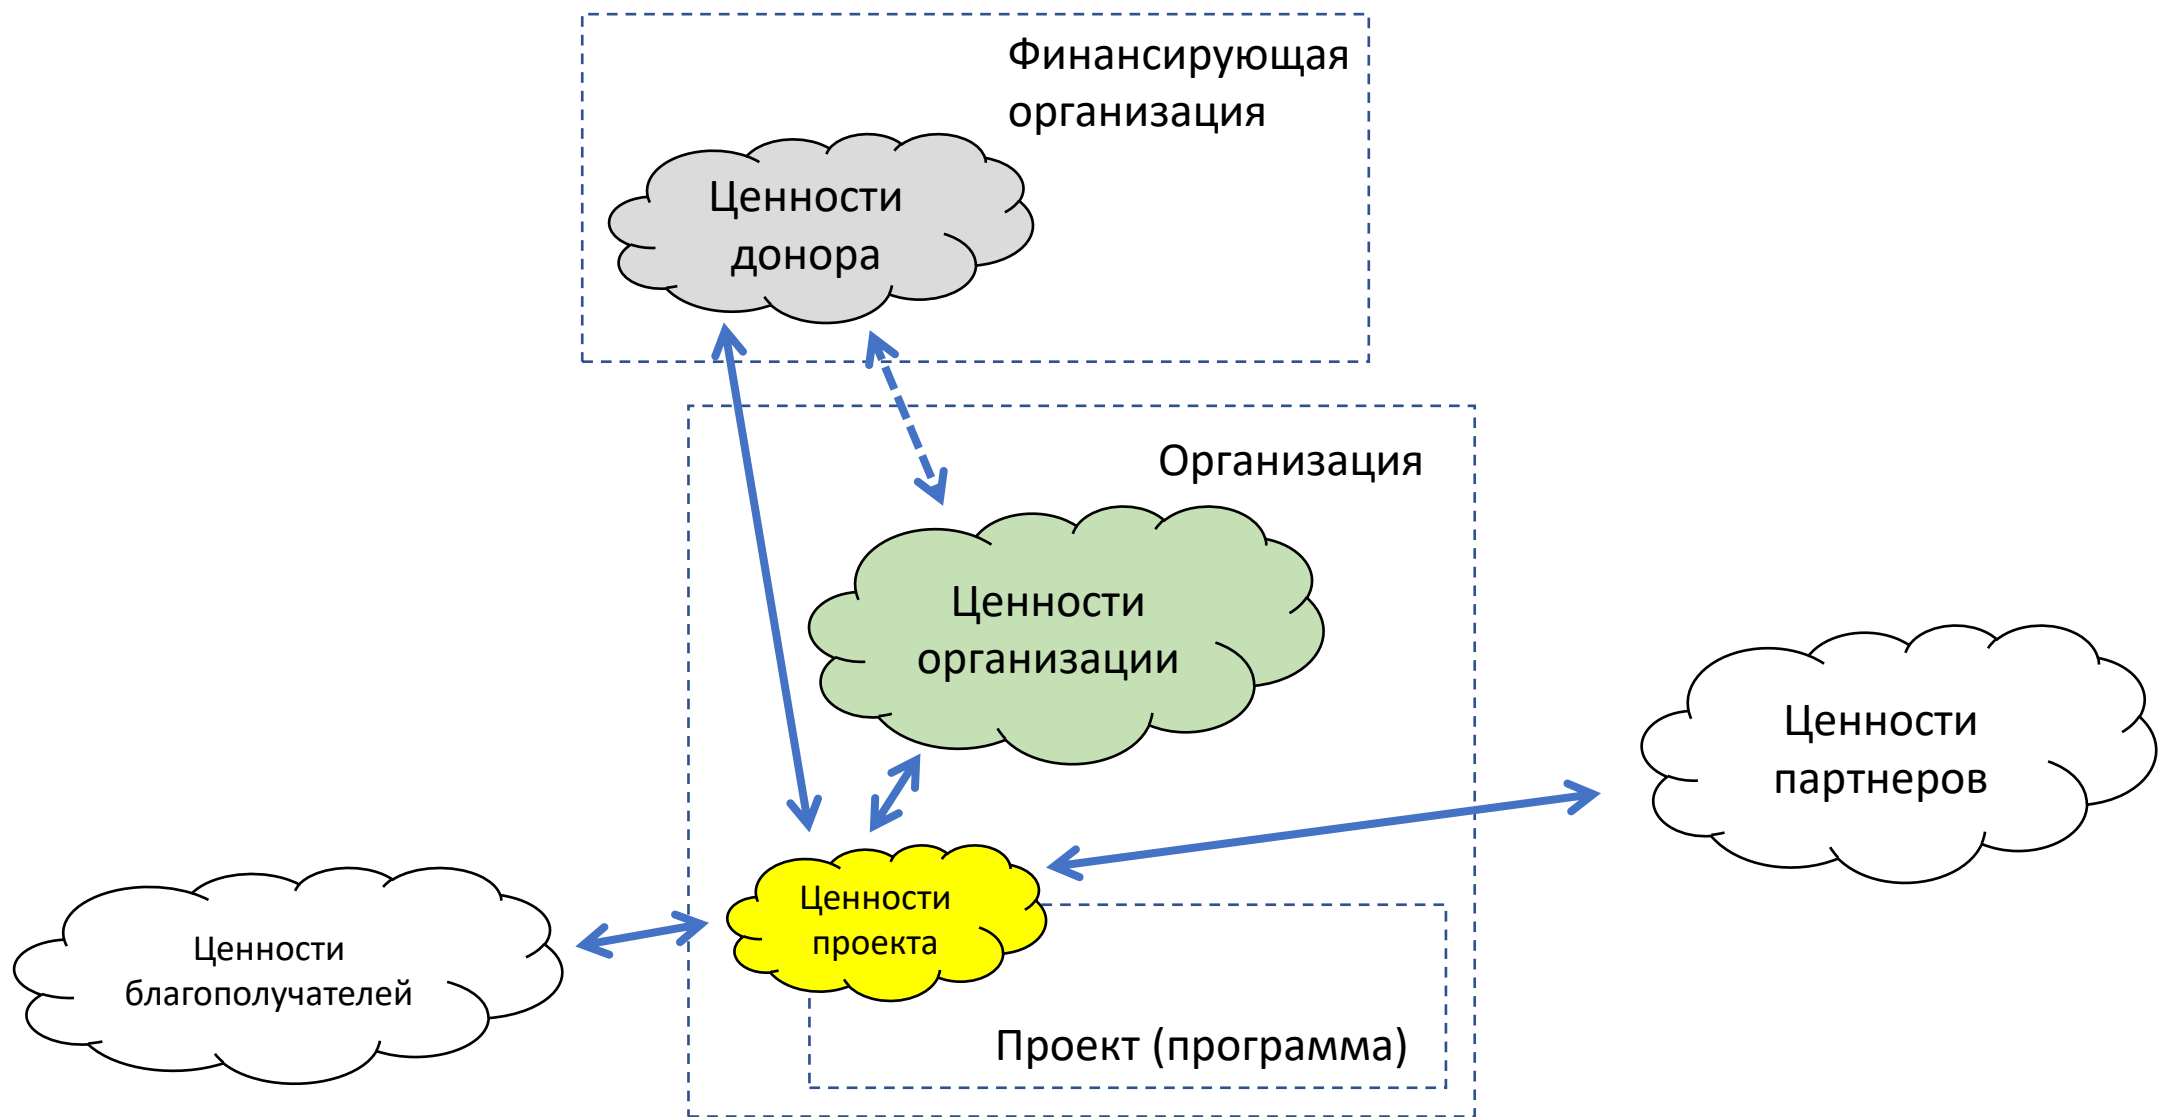 Финансирующая
организация
Ценности
донора
Организация
Ценности
организации
Ценности
партнеров
Ценности
проекта
Ценности
благополучателей
Проект (программа)